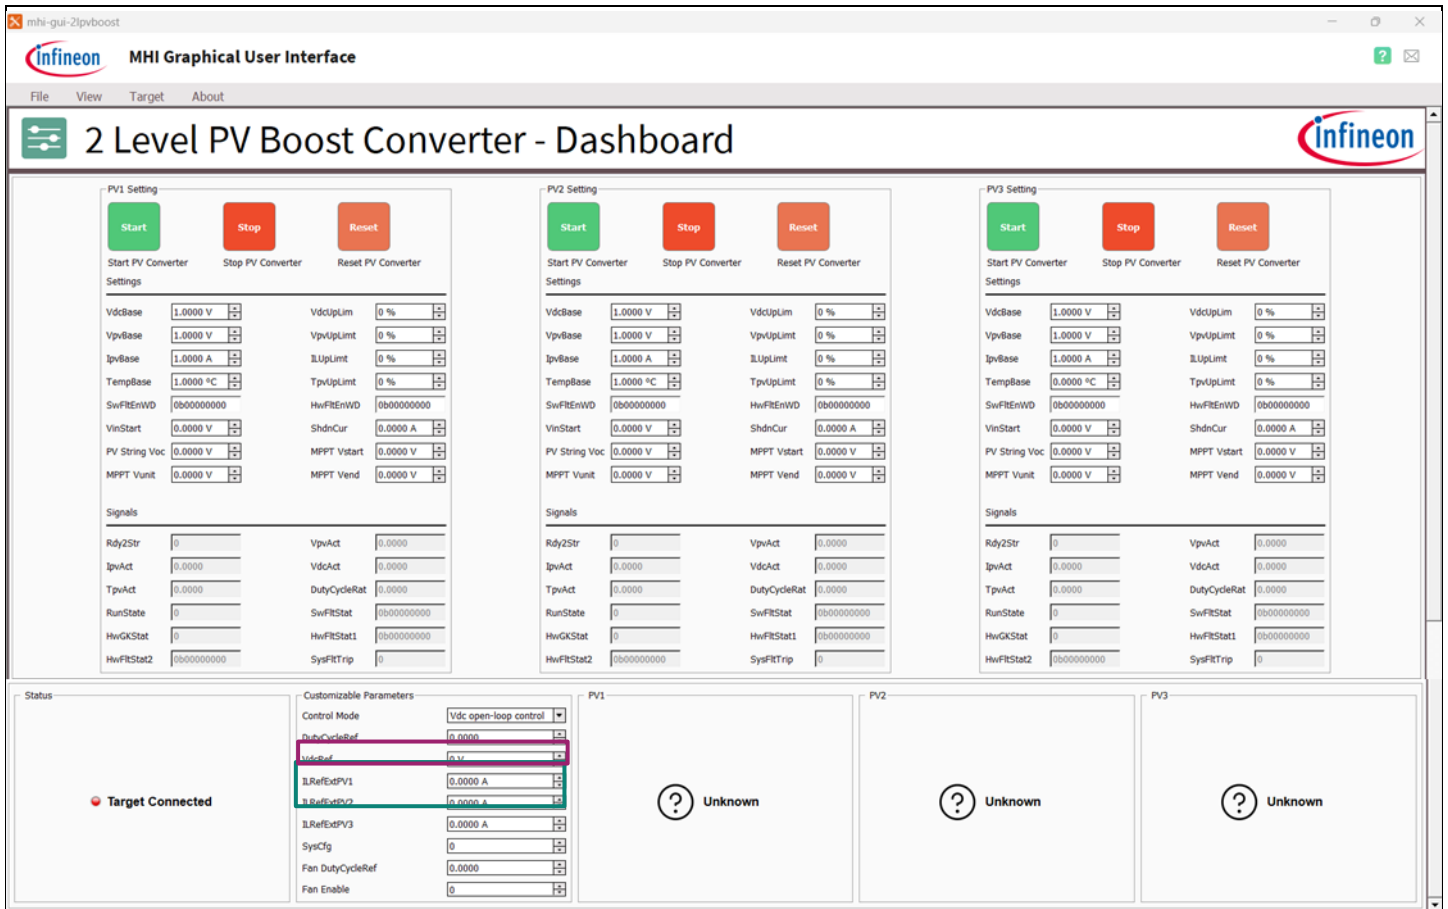 mhi-gui-2lpvboost
infineon MHI Graphical User Interface ?
File View Target About
2 Level PV Boost Converter - Dashboard infineon
PV1 Setting
Start Stop Reset
Start PV Converter Stop PV Converter Reset PV Converter
Settings
VdcBase 1.0000 V VdcUpLim 0 %
VpvBase 1.0000 V VpvUpLimt 0 %
IpvBase 1.0000 A ILUpLimt 0 %
TempBase 1.0000 °C TpvUpLimt 0 %
SwFltEnWD 0b00000000 HwFltEnWD 0b00000000
VinStart 0.0000 V ShdnCur 0.0000 A
PV String Voc 0.0000 V MPPT Vstart 0.0000 V
MPPT Vunit 0.0000 V MPPT Vend 0.0000 V
Signals
Rdy2Str 0 VpvAct 0.0000
IpvAct 0.0000 VdcAct 0.0000
TpvAct 0.0000 DutyCycleRat 0.0000
RunState 0 SwFltStat 0b00000000
HwGKStat 0 HwFltStat1 0b00000000
HwFltStat2 0b00000000 SysFltTrip 0
PV2 Setting
Start Stop Reset
Start PV Converter Stop PV Converter Reset PV Converter
Settings
VdcBase 1.0000 V VdcUpLim 0 %
VpvBase 1.0000 V VpvUpLimt 0 %
IpvBase 1.0000 A ILUpLimt 0 %
TempBase 1.0000 °C TpvUpLimt 0 %
SwFltEnWD 0b00000000 HwFltEnWD 0b00000000
VinStart 0.0000 V ShdnCur 0.0000 A
PV String Voc 0.0000 V MPPT Vstart 0.0000 V
MPPT Vunit 0.0000 V MPPT Vend 0.0000 V
Signals
Rdy2Str 0 VpvAct 0.0000
IpvAct 0.0000 VdcAct 0.0000
TpvAct 0.0000 DutyCycleRat 0.0000
RunState 0 SwFltStat 0b00000000
HwGKStat 0 HwFltStat1 0b00000000
HwFltStat2 0b00000000 SysFltTrip 0
PV3 Setting
Start Stop Reset
Start PV Converter Stop PV Converter Reset PV Converter
Settings
VdcBase 1.0000 V VdcUpLim 0 %
VpvBase 1.0000 V VpvUpLimt 0 %
IpvBase 1.0000 A ILUpLimt 0 %
TempBase 0.0000 °C TpvUpLimt 0 %
SwFltEnWD 0b00000000 HwFltEnWD 0b00000000
VinStart 0.0000 V ShdnCur 0.0000 A
PV String Voc 0.0000 V MPPT Vstart 0.0000 V
MPPT Vunit 0.0000 V MPPT Vend 0.0000 V
Signals
Rdy2Str 0 VpvAct 0.0000
IpvAct 0.0000 VdcAct 0.0000
TpvAct 0.0000 DutyCycleRat 0.0000
RunState 0 SwFltStat 0b00000000
HwGKStat 0 HwFltStat1 0b00000000
HwFltStat2 0b00000000 SysFltTrip 0
Status
Target Connected
Customizable Parameters
Control Mode Vdc open-loop control
DutyCycleRef 0.0000
VdcRef 0 V
ILRefExtPV1 0.0000 A
ILRefExtPV2 0.0000 A
ILRefExtPV3 0.0000 A
SysCfg 0
Fan DutyCycleRef 0.0000
Fan Enable 0
PV1
? Unknown
PV2
? Unknown
PV3
? Unknown